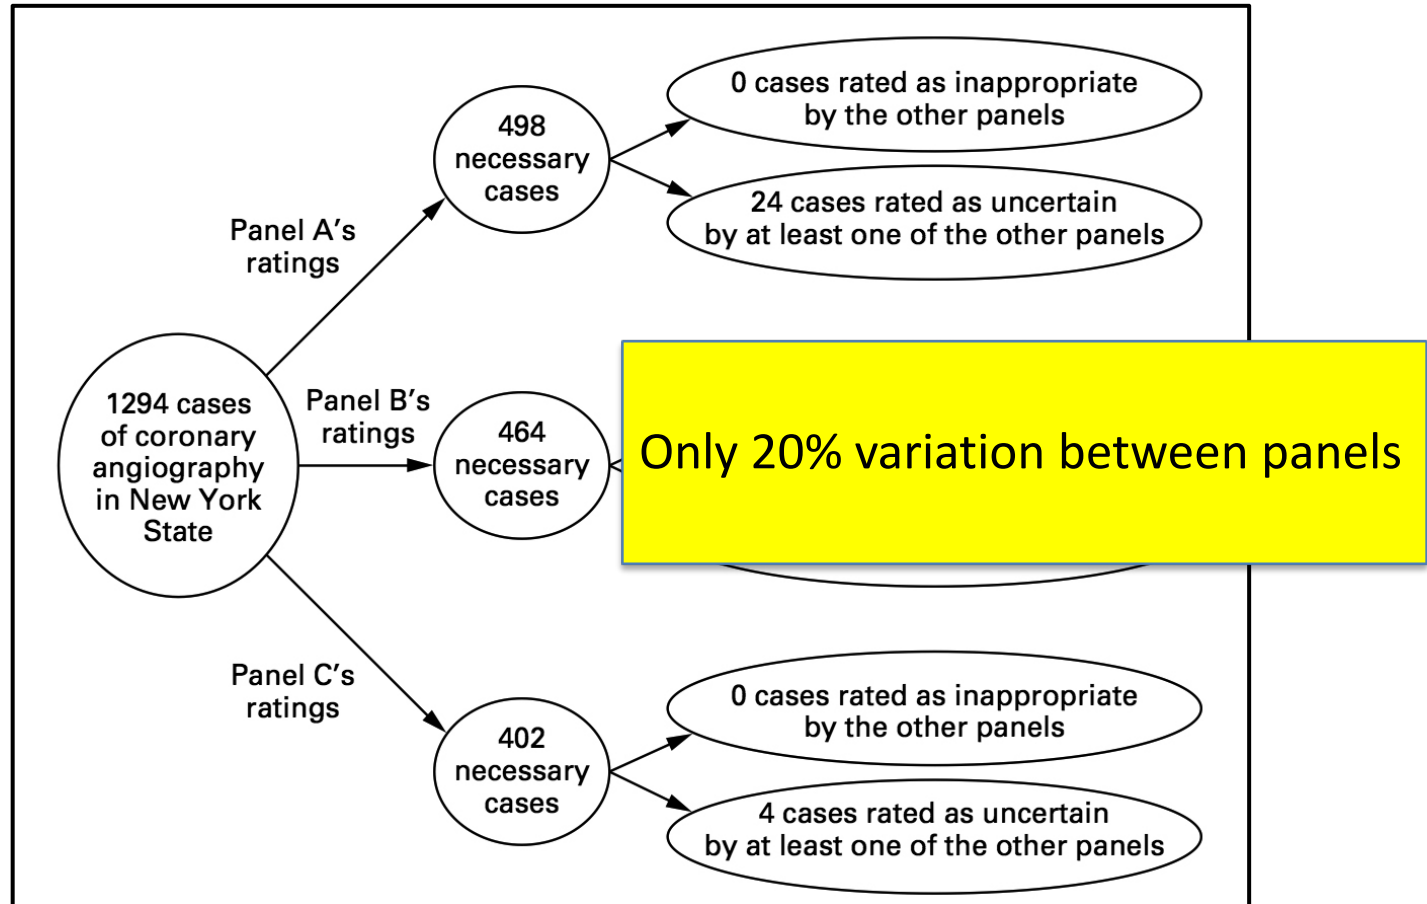 0 cases rated as inappropriate
by the other panels
498
necessary
cases
24 cases rated as uncertain
by at least one of the other panels
Panel A's
ratings
1294 cases
of coronary
angiography
in New York
State
Panel B's
ratings
464
necessary
cases
Only 20% variation between panels
Panel C's
ratings
402
necessary
cases
0 cases rated as inappropriate
by the other panels
4 cases rated as uncertain
by at least one of the other panels